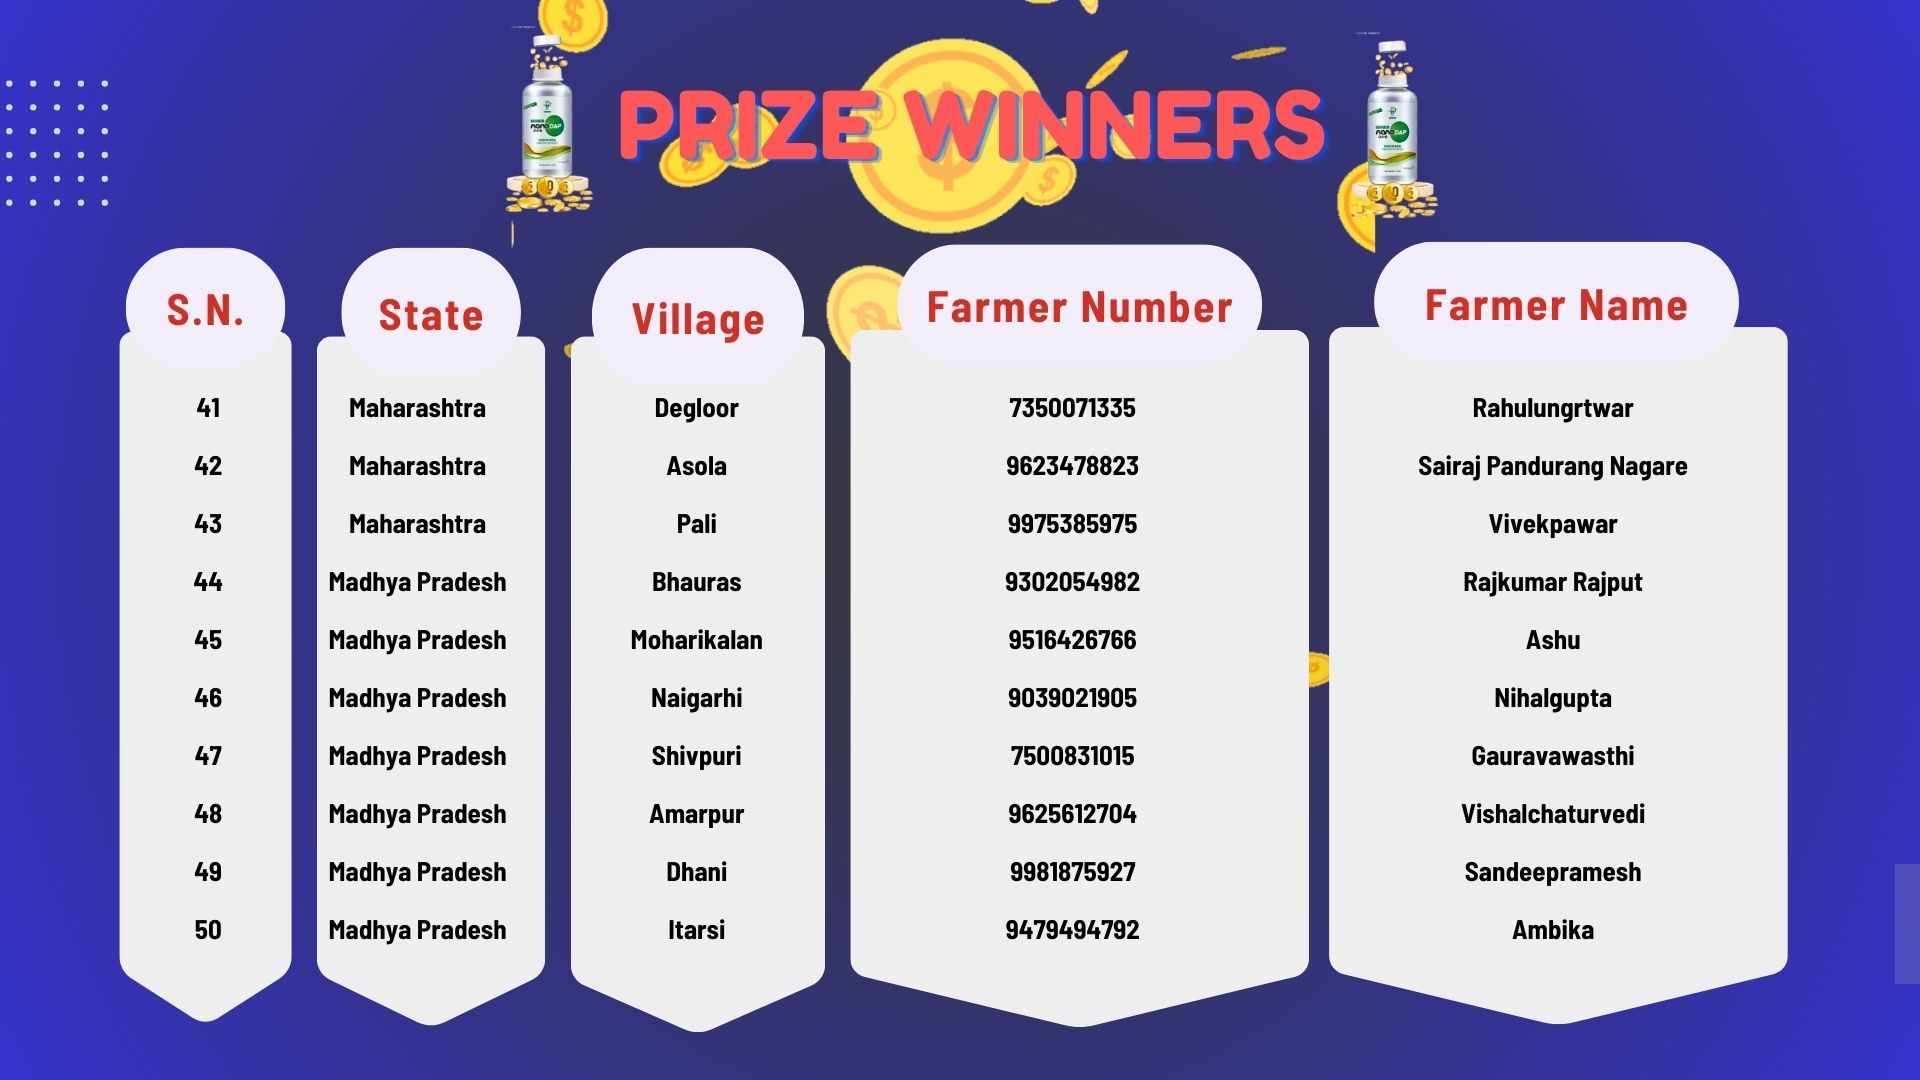 PRIZE WINNERS
S.N. State Village Farmer Number Farmer Name
41 Maharashtra Degloor 7350071335 Rahulungrtwar
42 Maharashtra Asola 9623478823 Sairaj Pandurang Nagare
43 Maharashtra Pali 9975385975 Vivekpawar
44 Madhya Pradesh Bhauras 9302054982 Rajkumar Rajput
45 Madhya Pradesh Moharikalan 9516426766 Ashu
46 Madhya Pradesh Naigarhi 9039021905 Nihalgupta
47 Madhya Pradesh Shivpuri 7500831015 Gauravawasthi
48 Madhya Pradesh Amarpur 9625612704 Vishalchaturvedi
49 Madhya Pradesh Dhani 9981875927 Sandeepramesh
50 Madhya Pradesh Itarsi 9479494792 Ambika